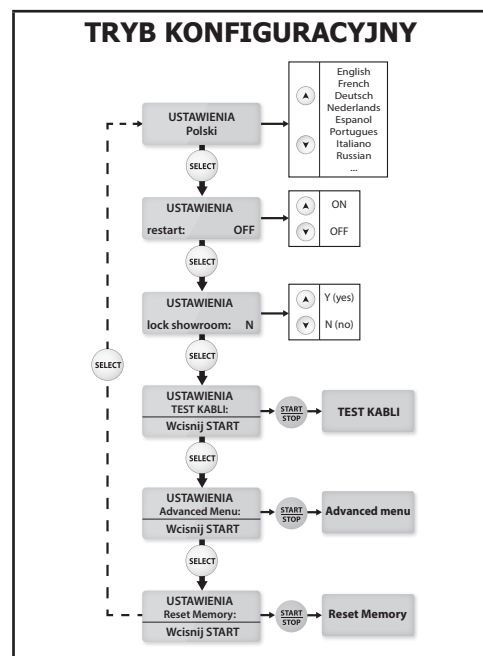 TRYB KONFIGURACYJNY
USTAWIENIA
Polski
English
French
Deutsch
Nederlands
Espanol
Portugues
Italiano
Russian
...
SELECT
USTAWIENIA
restart: OFF
ON
OFF
SELECT
USTAWIENIA
lock showroom: N
Y (yes)
N (no)
SELECT
SELECT
USTAWIENIA
TEST KABLI:
Wcisnij START
START
STOP
TEST KABLI
SELECT
USTAWIENIA
Advanced Menu:
Wcisnij START
START
STOP
Advanced menu
SELECT
USTAWIENIA
Reset Memory:
Wcisnij START
START
STOP
Reset Memory